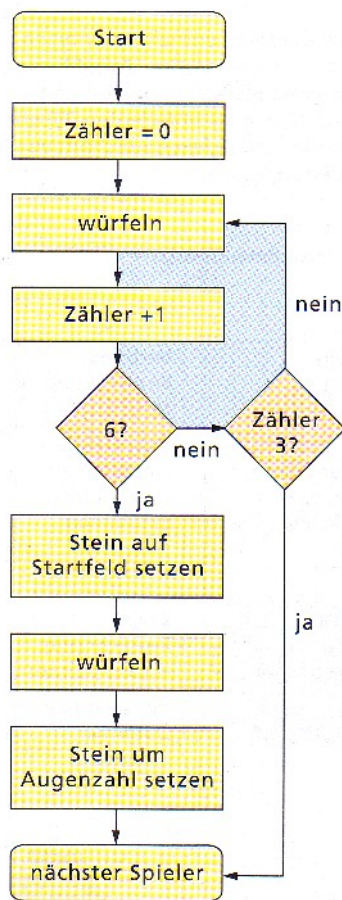 Start
Zähler = 0
würfeln
Zähler +1
nein
6?
nein
Zähler
3?
ja
Stein auf
Startfeld setzen
ja
würfeln
Stein um
Augenzahl setzen
nächster Spieler